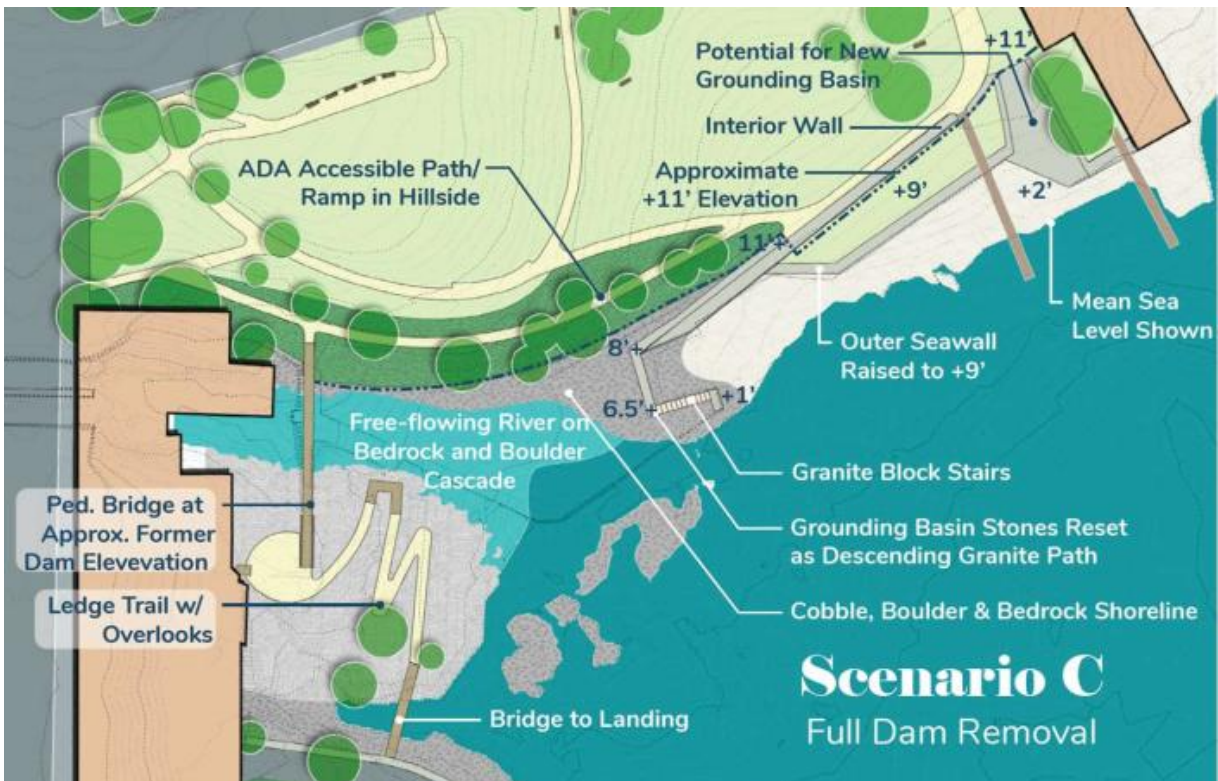 Potential for New
Grounding Basin
+11’
Interior Wall
ADA Accessible Path/
Ramp in Hillside
Approximate
+11’ Elevation
+9’
+2’
11’+
Mean Sea
Level Shown
Outer Seawall
Raised to +9’
8’+
6.5’+
+1’
Free-flowing River on
Bedrock and Boulder
Cascade
Granite Block Stairs
Ped. Bridge at
Approx. Former
Dam Elevevation
Grounding Basin Stones Reset
as Descending Granite Path
Ledge Trail w/
Overlooks
Cobble, Boulder & Bedrock Shoreline
Bridge to Landing
Scenario C
Full Dam Removal